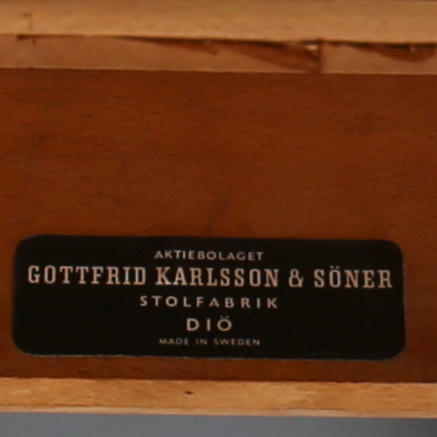 AKTIEBOLAGET
GOTTFRID KARLSSON & SÖNER
STOLFABRIK
DIÖ
MADE IN SWEDEN